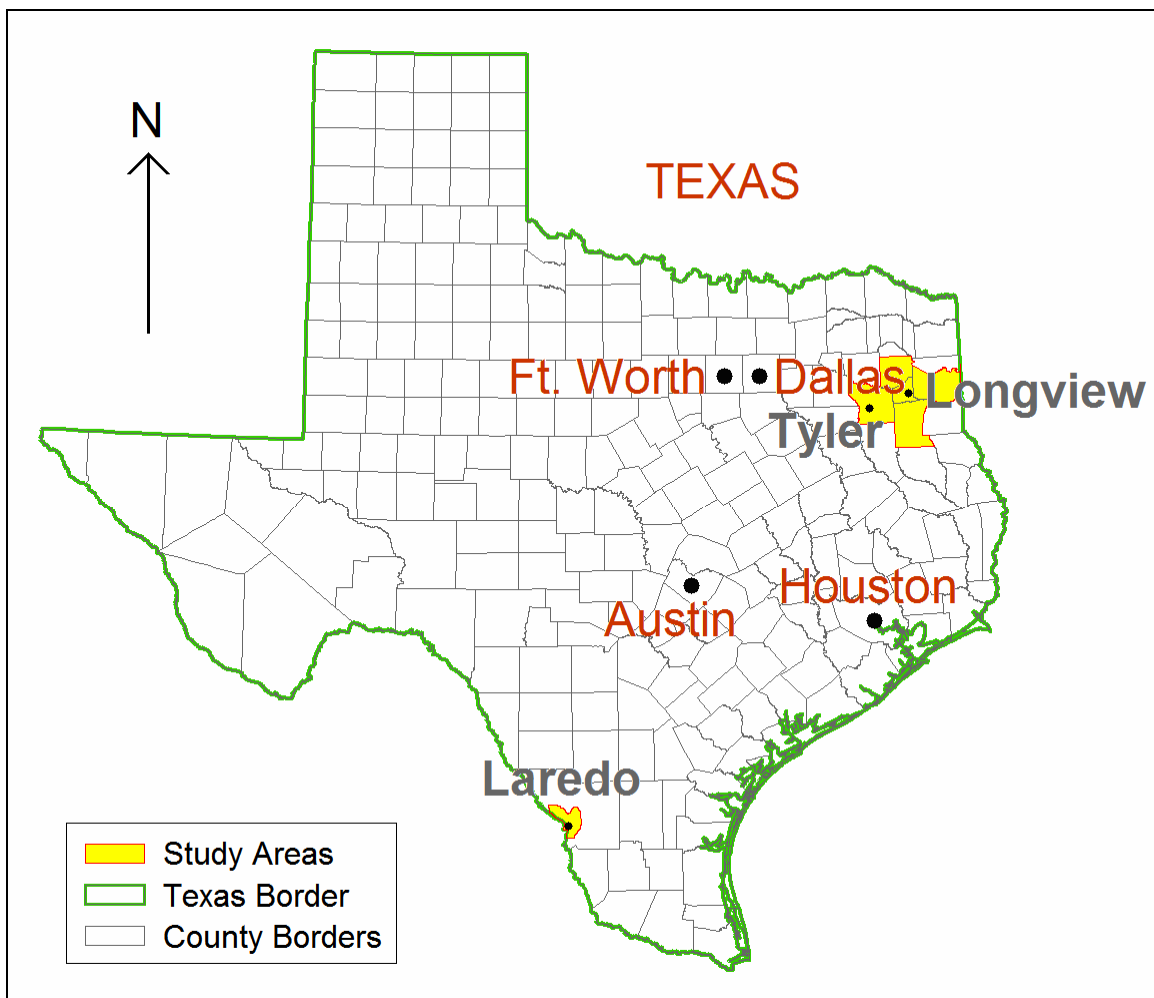 N
TEXAS
Ft. Worth
Dallas
Longview
Tyler
Houston
Austin
Laredo
Study Areas
Texas Border
County Borders